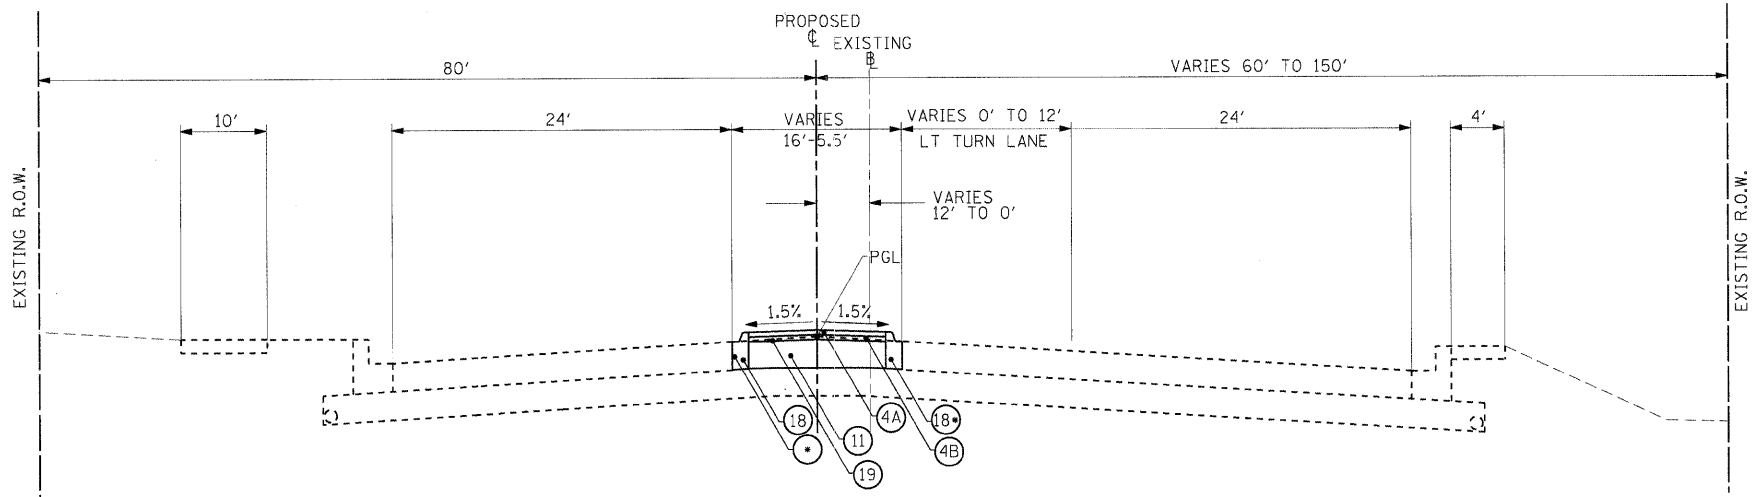 PROPOSED
℄
EXISTING
BL
80'
VARIES 60' TO 150'
10'
24'
VARIES
16'-5.5'
VARIES 0' TO 12'
LT TURN LANE
24'
4'
VARIES
12' TO 0'
EXISTING R.O.W.
EXISTING R.O.W.
PGL
1.5%
1.5%
18
*
11
19
4A
18*
4B